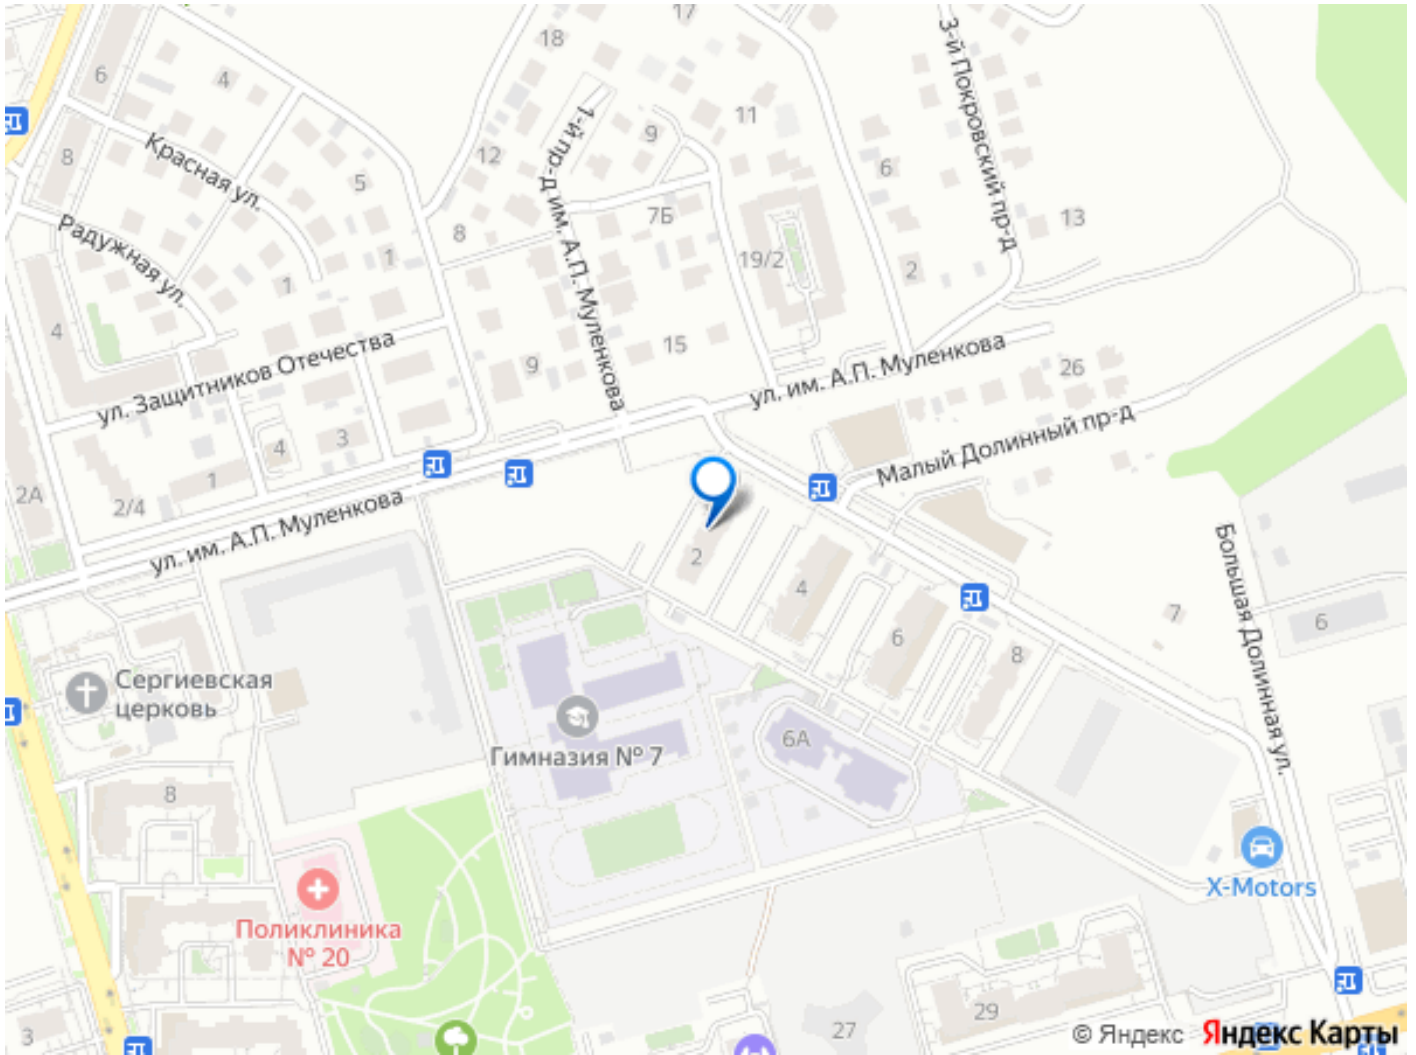 17
18
6
4
3-й Покровский пр-д
11
1-й пр-д им. А.П. Муленкова
9
Красная ул.
8
12
5
6
7Б
13
Радужная ул.
8
1
19/2
2
1
4
15
ул. им. А.П. Муленкова
ул. Защитников Отечества
9
26
3
4
Малый Долинный пр-д
1
2А
2/4
ул. им. А.П. Муленкова
2
4
Большая Долинная ул.
7
6
6
8
Сергиевская
церковь
6А
Гимназия № 7
8
X-Motors
Поликлиника
№ 20
29
27
3
© Яндекс Яндекс Карты